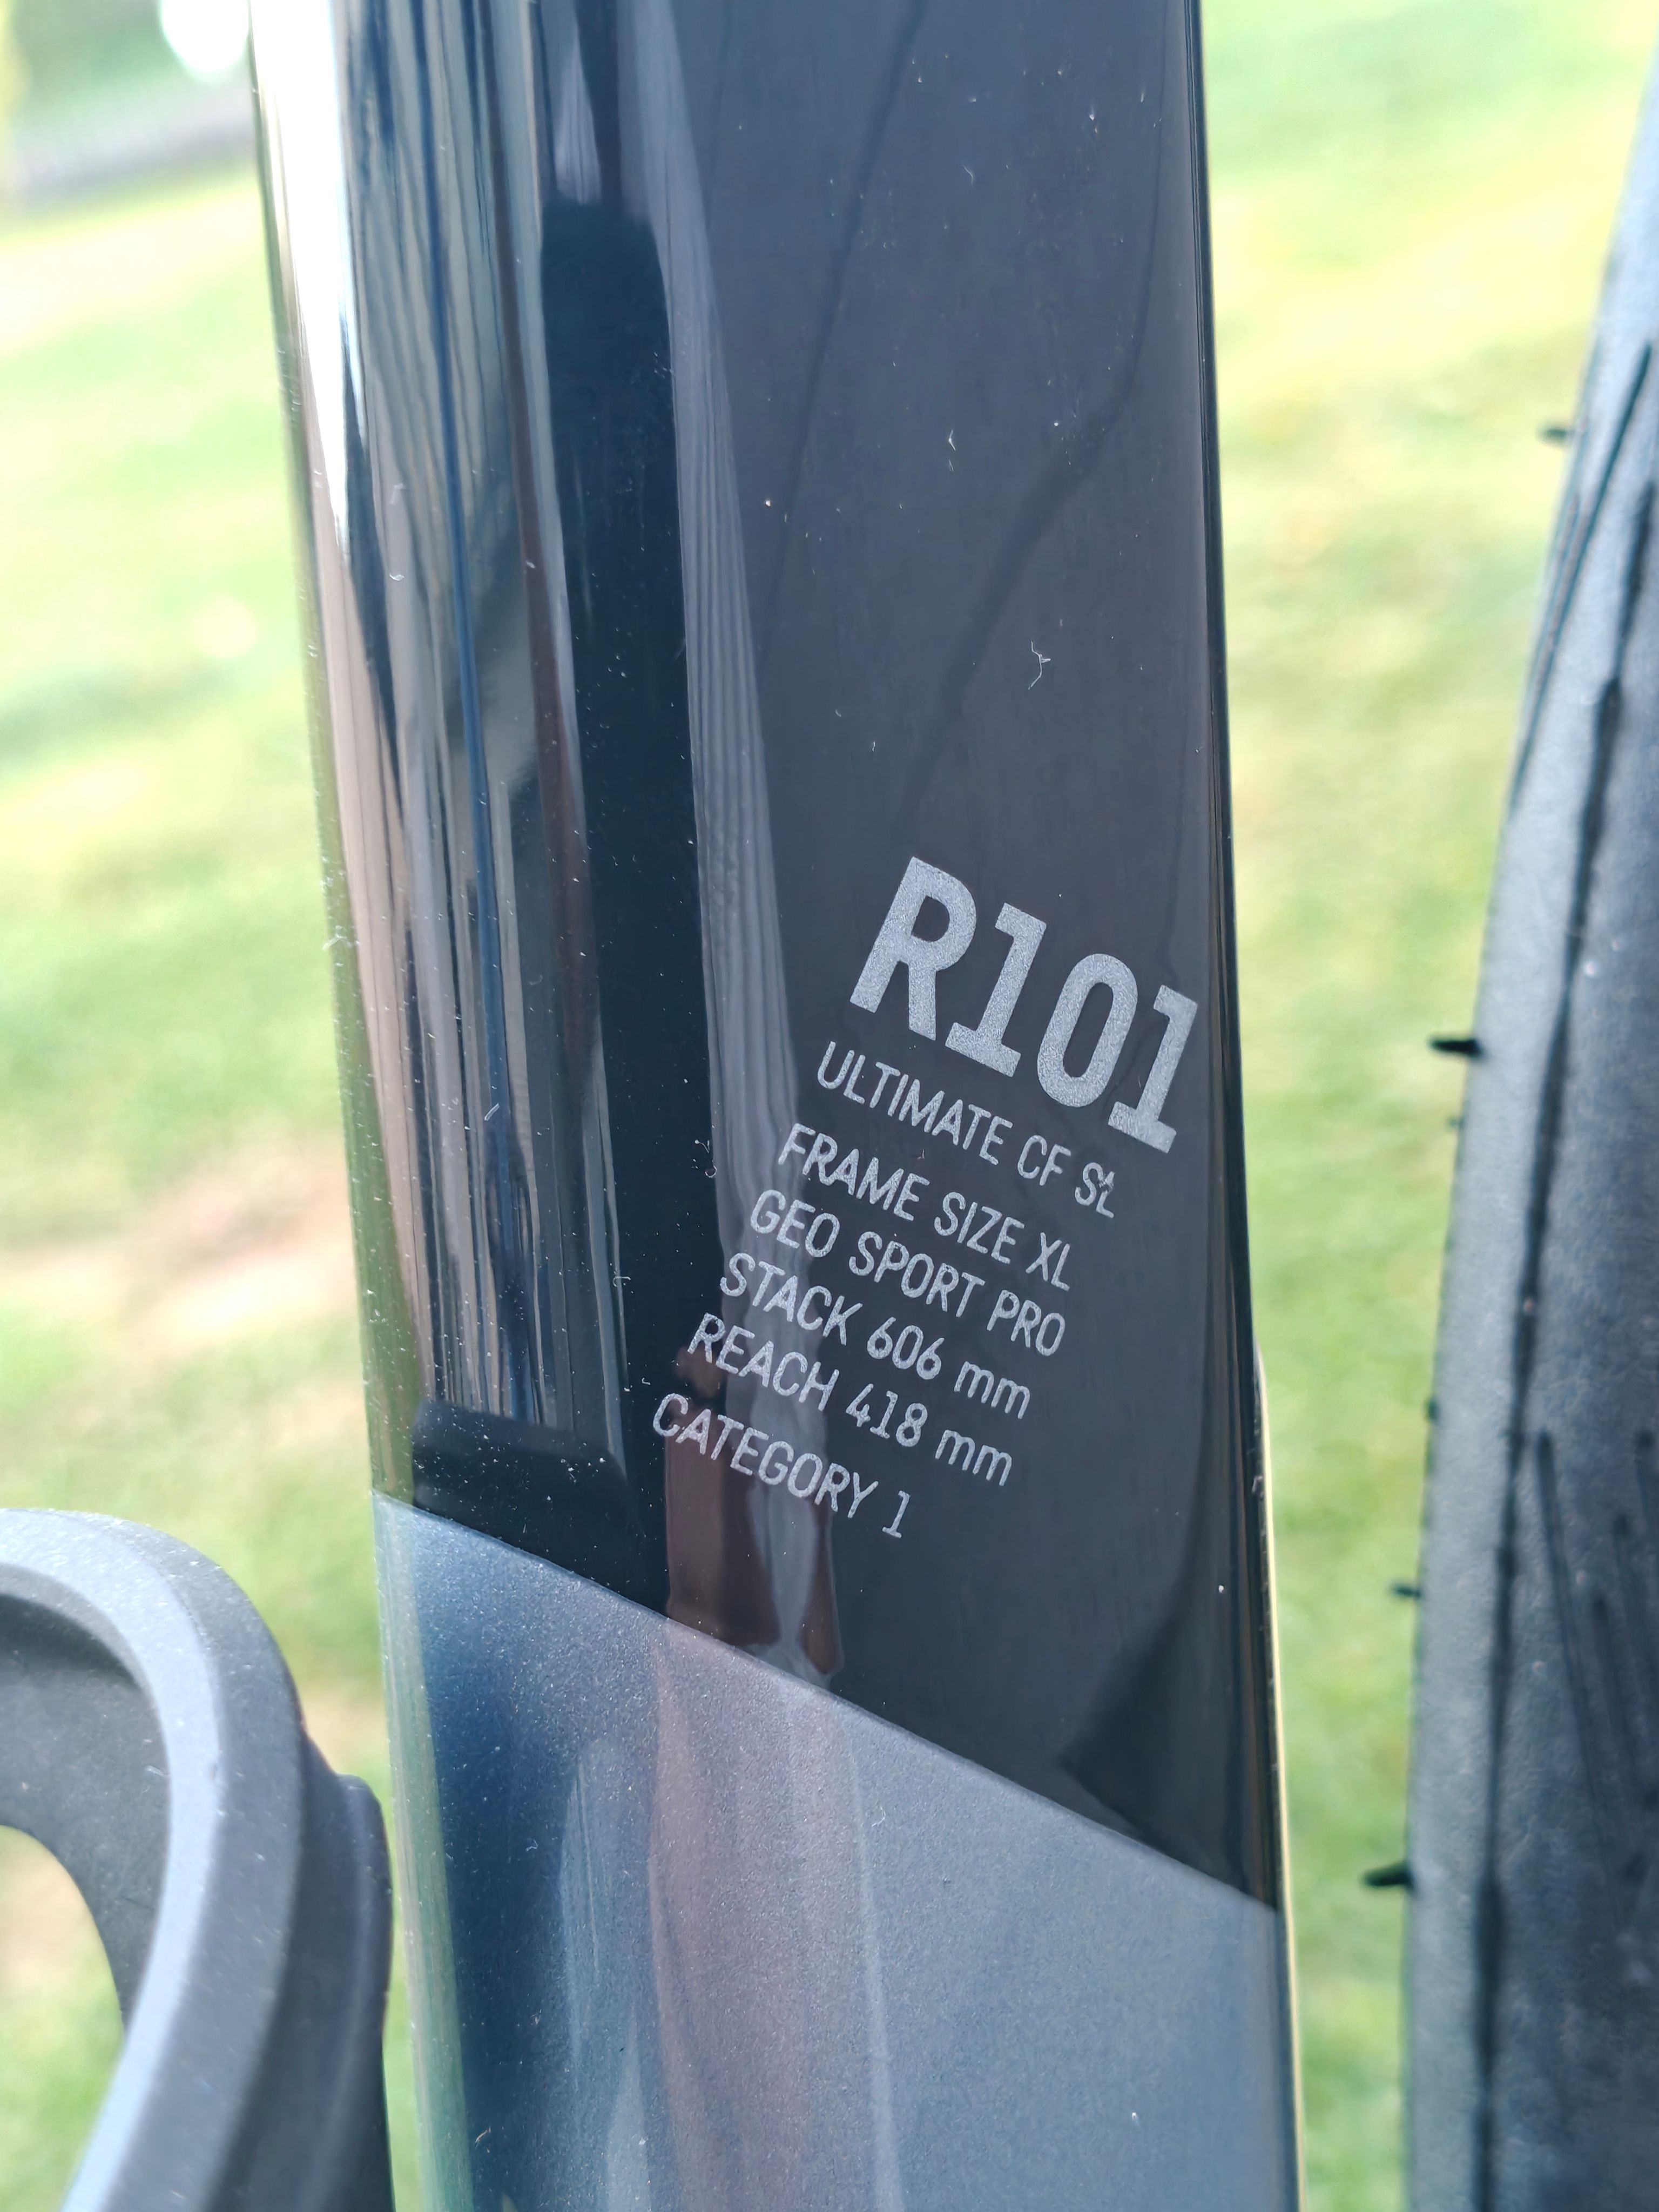 R101
ULTIMATE CF SL
FRAME SIZE XL
GEO SPORT PRO
STACK 606 mm
REACH 418 mm
CATEGORY 1